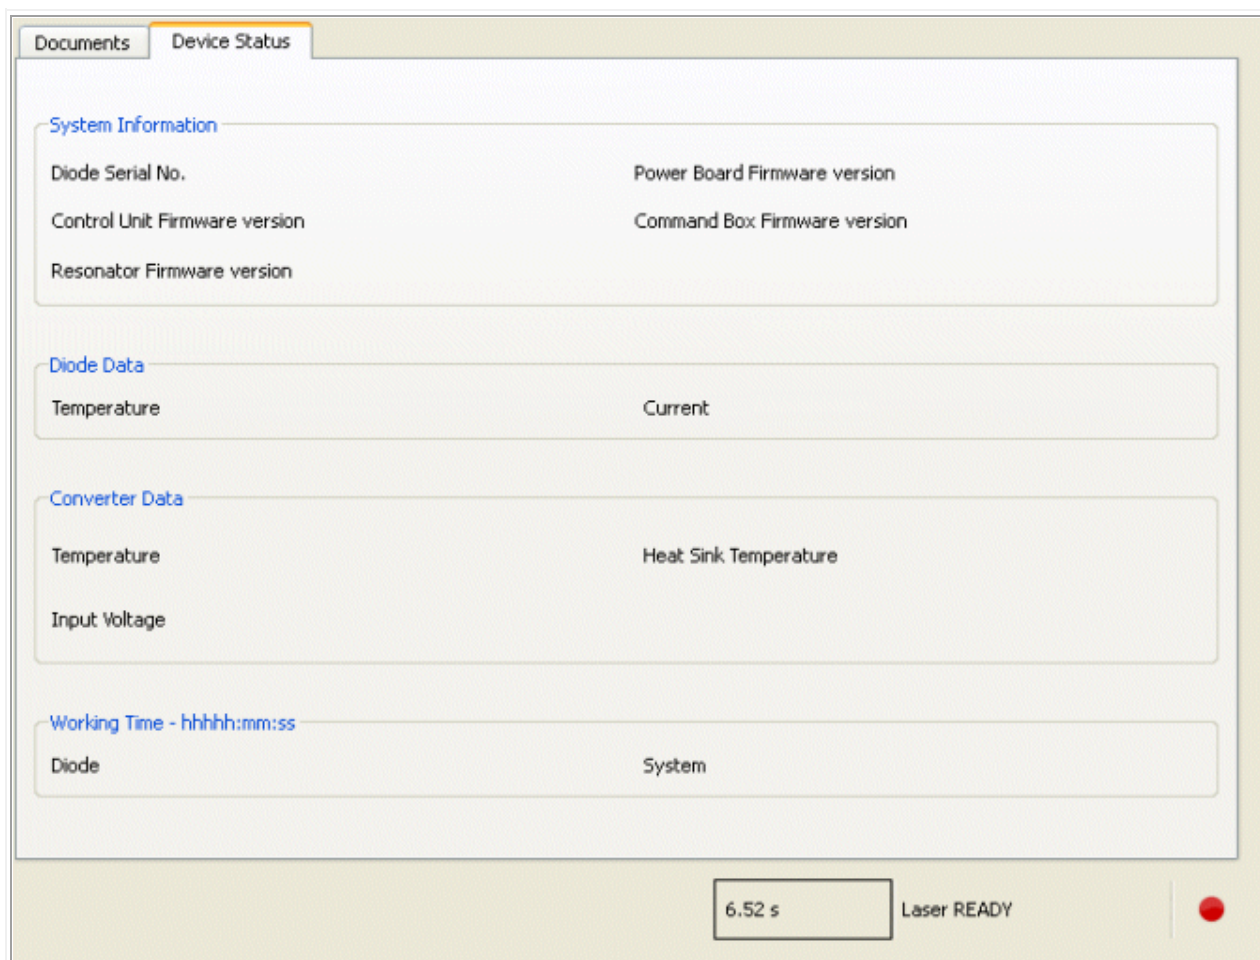 Documents Device Status
System Information
Diode Serial No. Power Board Firmware version
Control Unit Firmware version Command Box Firmware version
Resonator Firmware version
Diode Data
Temperature Current
Converter Data
Temperature Heat Sink Temperature
Input Voltage
Working Time - hhhhh:mm:ss
Diode System
6.52 s Laser READY